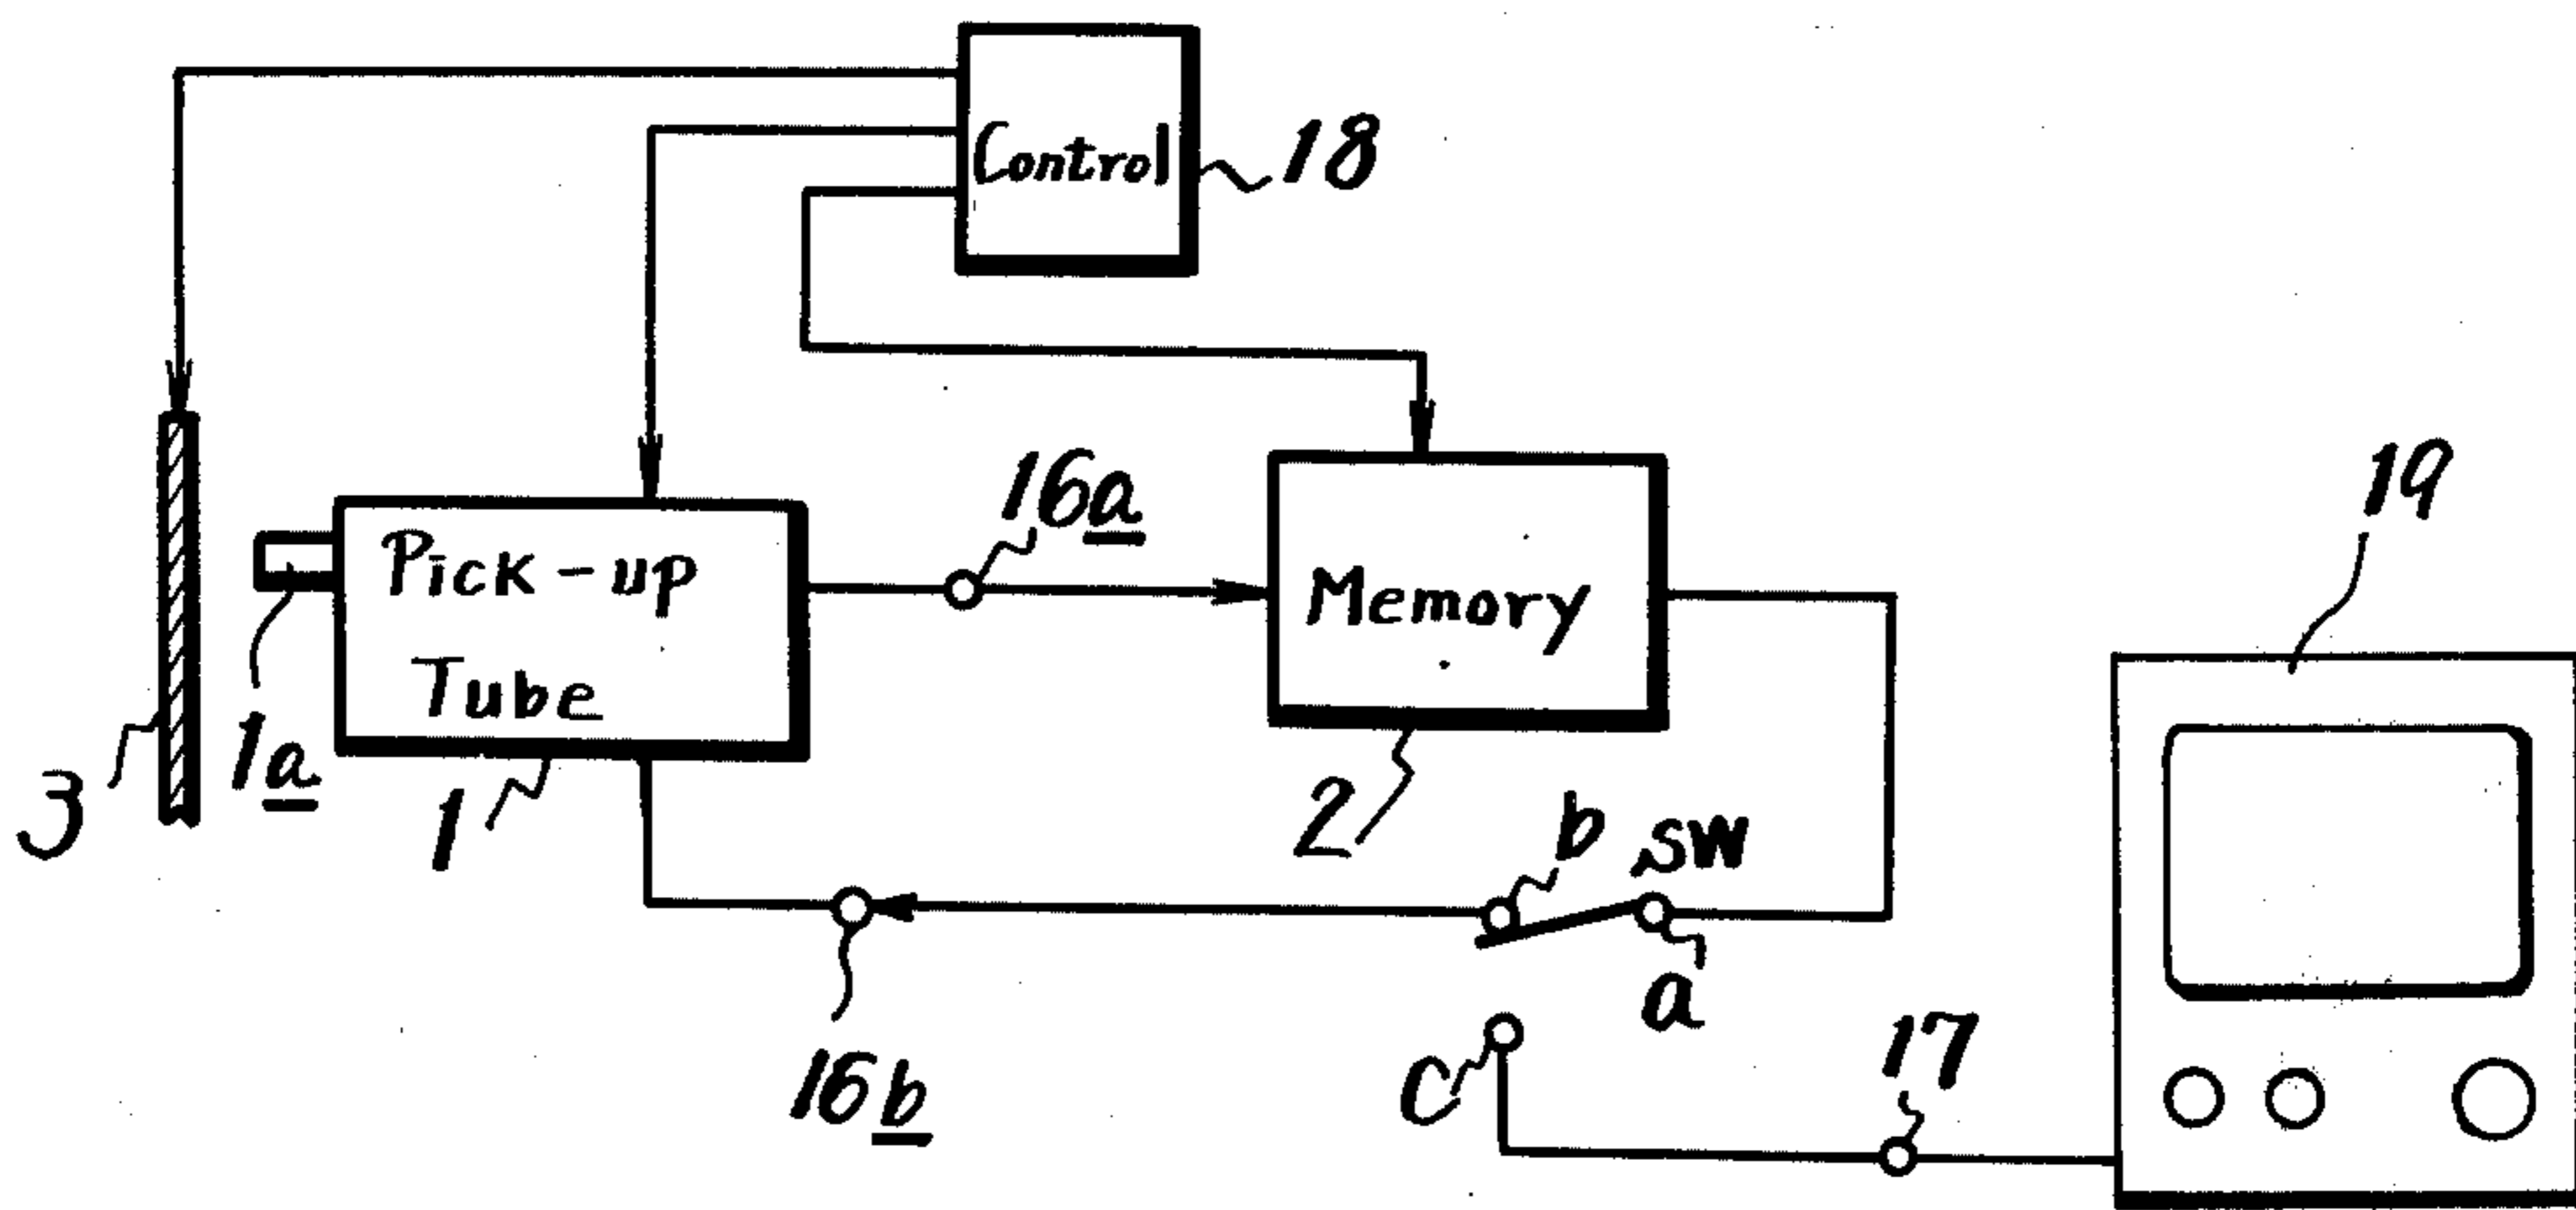 Control
18
16a
19
Pick-up
Tube
Memory
3
1a
1
2
b
SW
a
16b
C
17